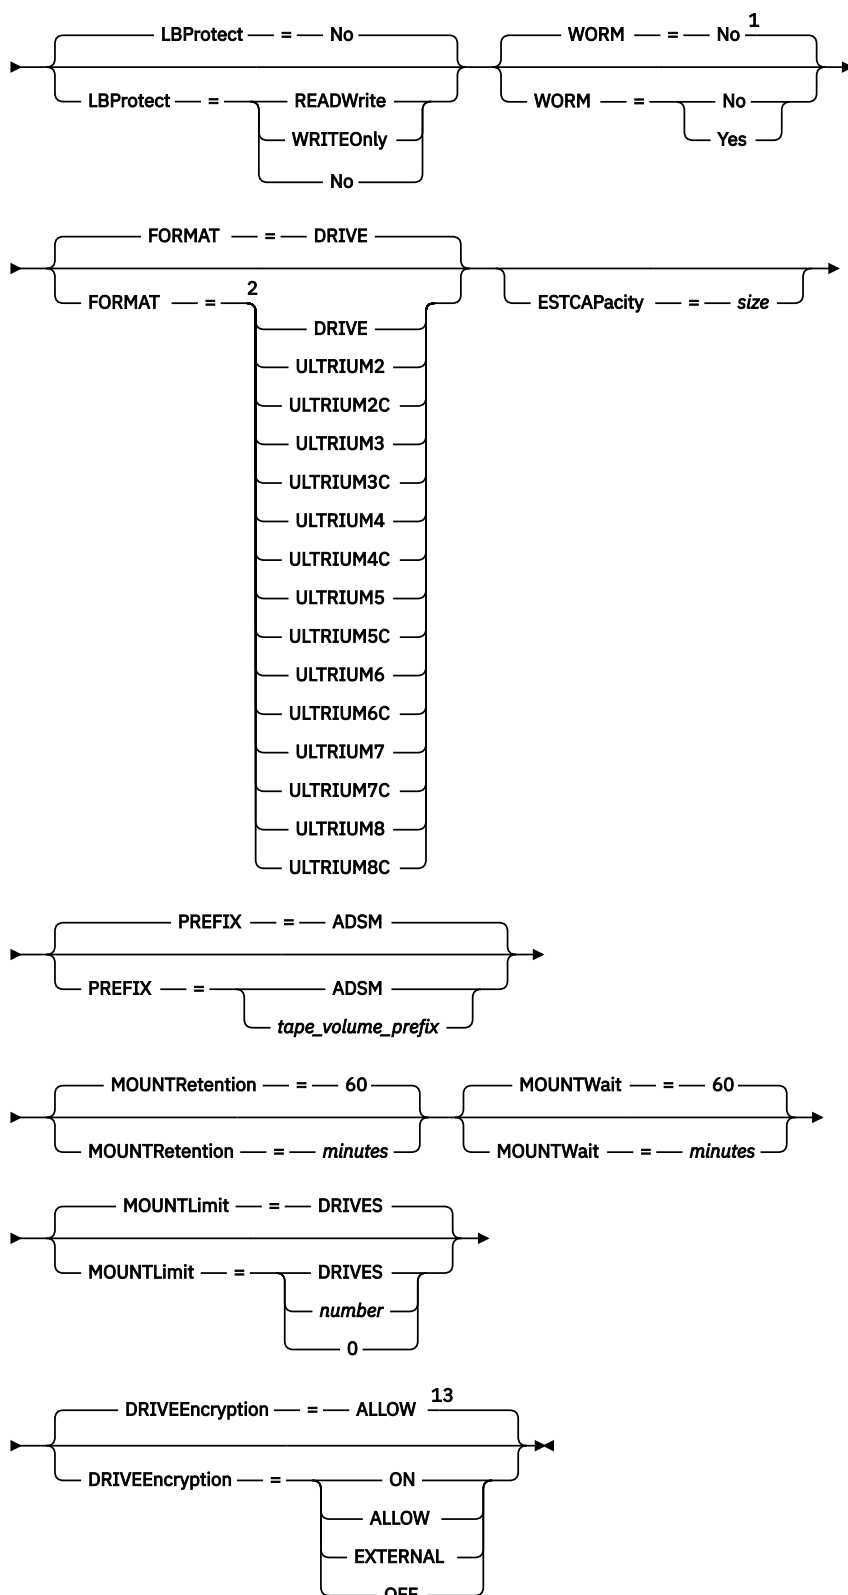 LBProtect = No WORM = No 1
LBProtect = READWrite WORM = No
WRITEOnly Yes
No
FORMAT = DRIVE
FORMAT = 2 ESTCAPacity = size
DRIVE
ULTRIUM2
ULTRIUM2C
ULTRIUM3
ULTRIUM3C
ULTRIUM4
ULTRIUM4C
ULTRIUM5
ULTRIUM5C
ULTRIUM6
ULTRIUM6C
ULTRIUM7
ULTRIUM7C
ULTRIUM8
ULTRIUM8C
PREFIX = ADSM
PREFIX = ADSM
tape_volume_prefix
MOUNTRetention = 60 MOUNTWait = 60
MOUNTRetention = minutes MOUNTWait = minutes
MOUNTLimit = DRIVES
MOUNTLimit = DRIVES
number
0
DRIVEEncryption = ALLOW 13
DRIVEEncryption = ON
ALLOW
EXTERNAL
OFF